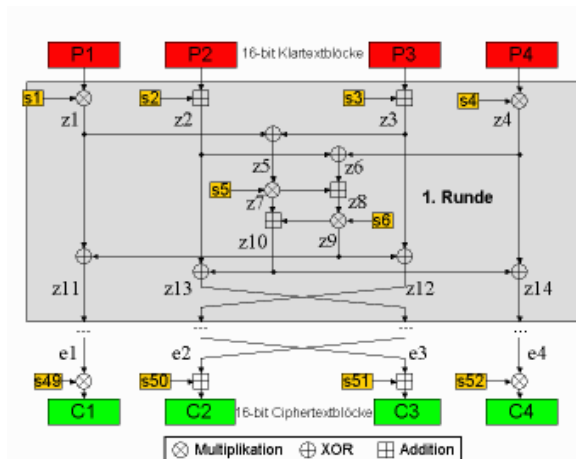 P1 P2 16-bit Klartextblöcke P3 P4
s1 s2 s3 s4
z1 z2 z3 z4
z5 z6
s5 z7 z8 1. Runde
s6
z10 z9
z11 z13 z12 z14
--- --- --- ...
e1 e2 e3 e4
s49 s50 s51 s52
C1 C2 16-bit Ciphertextblöcke C3 C4
Multiplikation XOR Addition